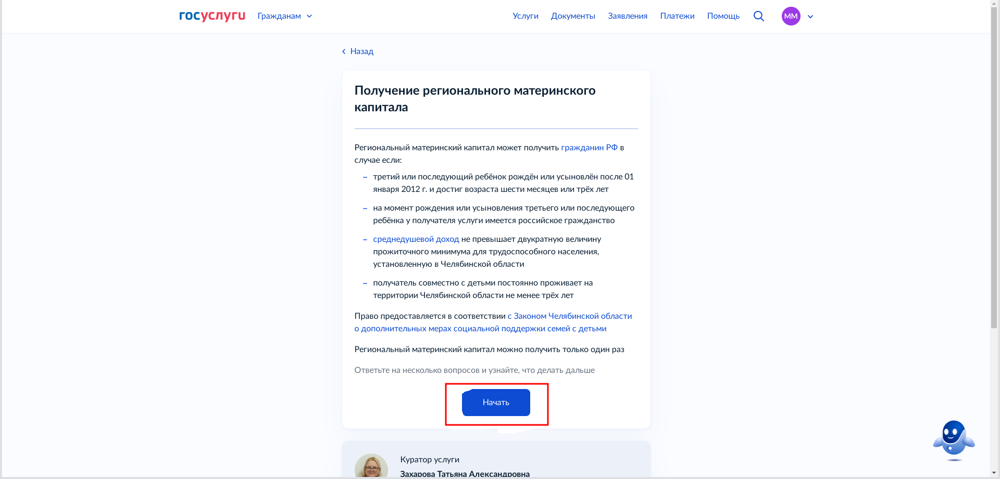 госуслуги Гражданам Услуги Документы Заявления Платежи Помощь ММ
Назад
Получение регионального материнского
капитала
Региональный материнский капитал может получить гражданин РФ в
случае если:
– третий или последующий ребёнок рождён или усыновлён после 01
января 2012 г. и достиг возраста шести месяцев или трёх лет
– на момент рождения или усыновления третьего или последующего
ребёнка у получателя услуги имеется российское гражданство
– среднедушевой доход не превышает двукратную величину
прожиточного минимума для трудоспособного населения,
установленную в Челябинской области
– получатель совместно с детьми постоянно проживает на
территории Челябинской области не менее трёх лет
Право предоставляется в соответствии с Законом Челябинской области
о дополнительных мерах социальной поддержки семей с детьми
Региональный материнский капитал можно получить только один раз
Ответьте на несколько вопросов и узнайте, что делать дальше
Начать
Куратор услуги
Захарова Татьяна Александровна